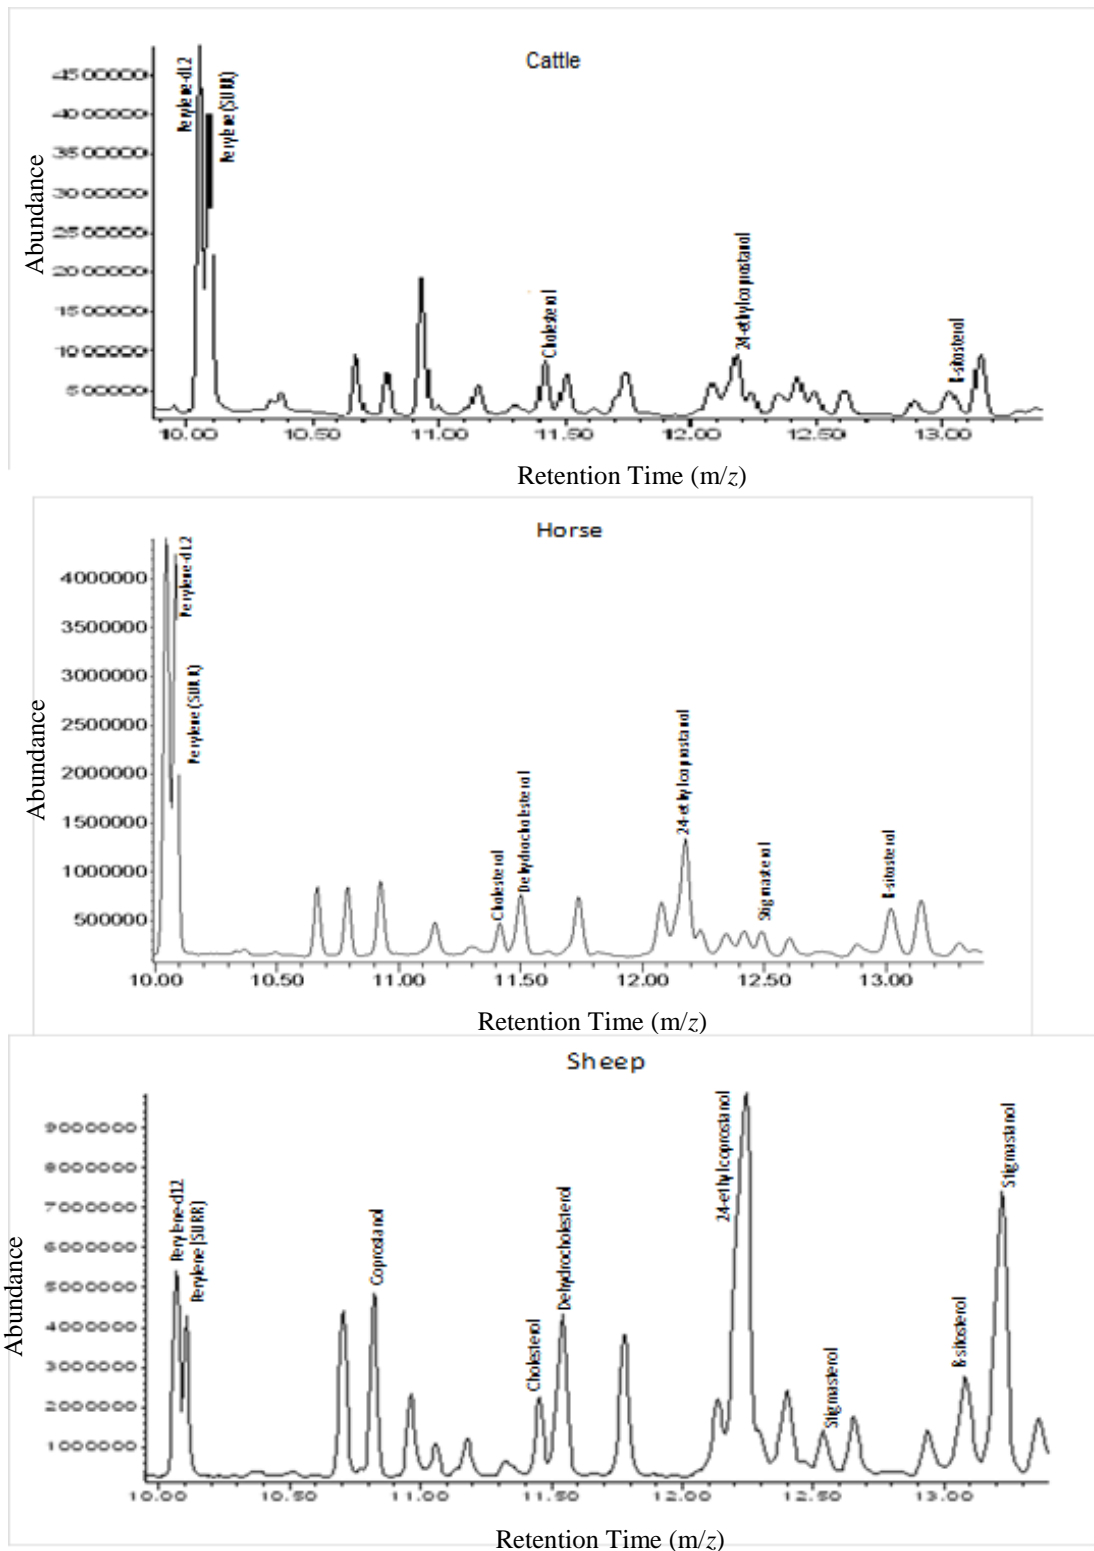 Cattle
Abundance
4500000
4000000
3500000
3000000
2500000
2000000
1500000
1000000
500000
Perylene-d12
Perylene (SURR)
Cholesterol
24-ethylcoprostanol
ß-sitosterol
10.00 10.50 11.00 11.50 12.00 12.50 13.00
Retention Time (m/z)
Horse
Abundance
4000000
3500000
3000000
2500000
2000000
1500000
1000000
500000
Perylene-d12
Perylene (SURR)
Cholesterol
Dehydrocholesterol
24-ethylcoprostanol
Stigmasterol
ß-sitosterol
10.00 10.50 11.00 11.50 12.00 12.50 13.00
Retention Time (m/z)
Sheep
Abundance
9000000
8000000
7000000
6000000
5000000
4000000
3000000
2000000
1000000
Perylene-d12
Perylene (SURR)
Coprostanol
Cholesterol
Dehydrocholesterol
24-ethylcoprostanol
Stigmasterol
ß-sitosterol
Stigmastanol
10.00 10.50 11.00 11.50 12.00 12.50 13.00
Retention Time (m/z)